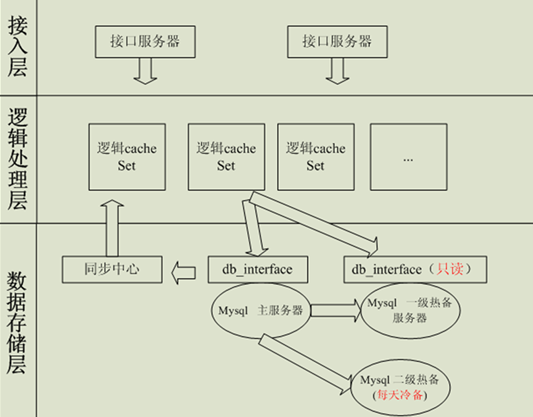 接入层
接口服务器
接口服务器
逻辑处理层
逻辑cache
Set
逻辑cache
Set
逻辑cache
Set
...
数据存储层
同步中心
db_interface
db_interface（只读）
Mysql 主服务器
Mysql 一级热备
服务器
Mysql 二级热备
(每天冷备)